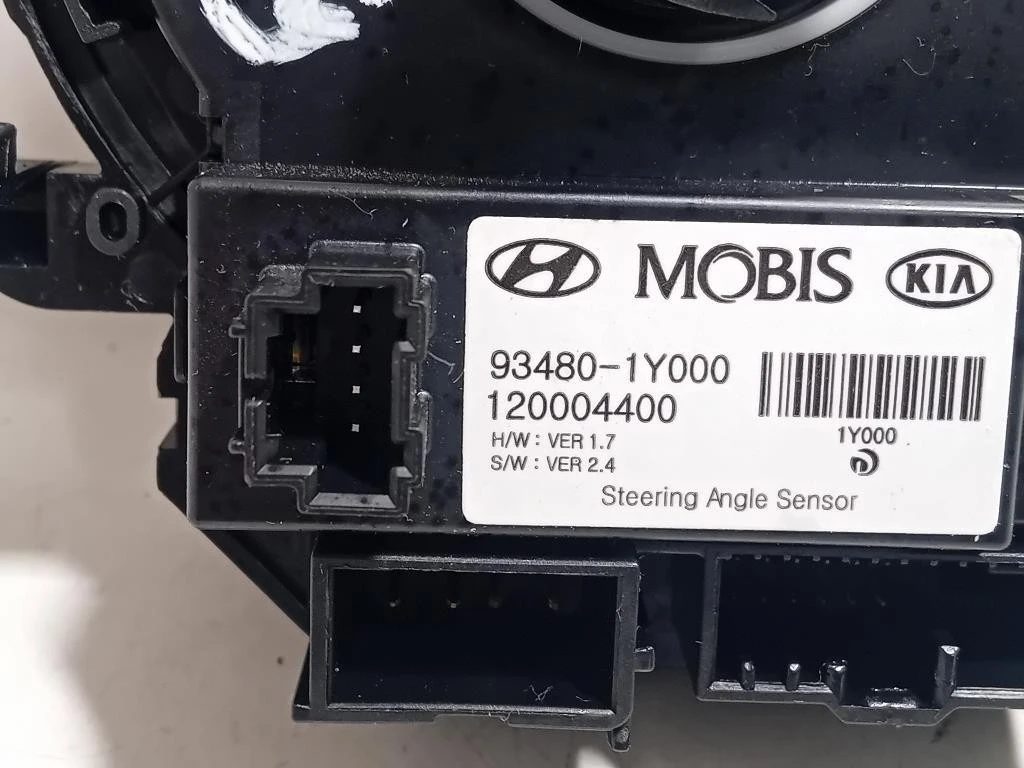 MOBIS KIA
93480-1Y000
120004400
H/W : VER 1.7
S/W : VER 2.4
1Y000
Steering Angle Sensor